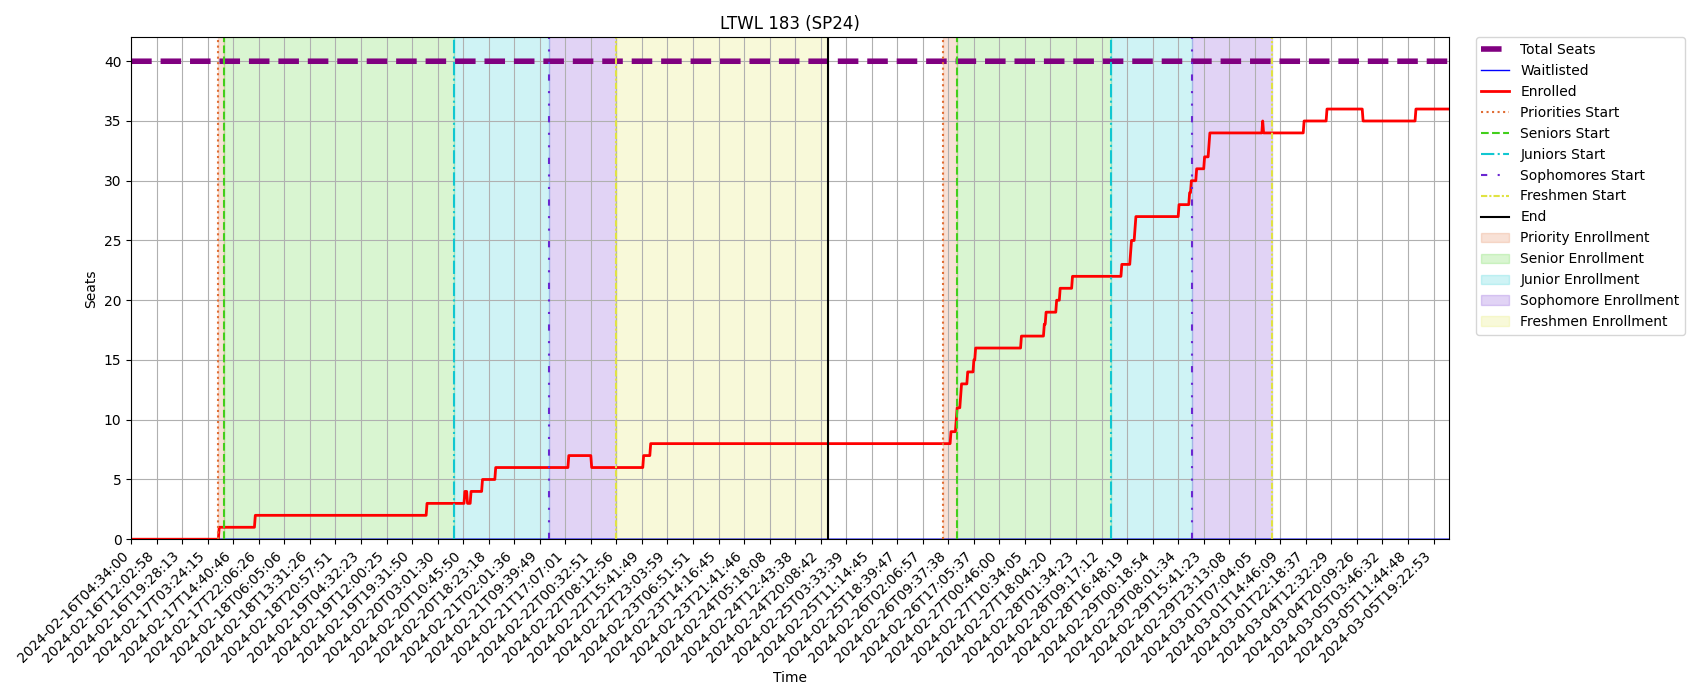 LTWL 183 (SP24)
Seats
40
35
30
25
20
15
10
5
0
2024-02-16T04:34:00
2024-02-16T12:02:58
2024-02-16T19:28:13
2024-02-17T03:24:15
2024-02-17T14:40:46
2024-02-17T22:06:26
2024-02-18T06:05:06
2024-02-18T13:31:26
2024-02-18T20:57:51
2024-02-19T04:32:23
2024-02-19T12:00:25
2024-02-19T19:31:50
2024-02-20T03:01:30
2024-02-20T10:45:50
2024-02-20T18:23:18
2024-02-21T02:01:36
2024-02-21T09:39:49
2024-02-21T17:07:01
2024-02-22T00:32:51
2024-02-22T08:12:56
2024-02-22T15:41:49
2024-02-22T23:03:59
2024-02-23T06:51:51
2024-02-23T14:16:45
2024-02-23T21:41:46
2024-02-24T05:18:08
2024-02-24T12:43:38
2024-02-24T20:08:42
2024-02-25T03:33:39
2024-02-25T11:14:45
2024-02-25T18:39:47
2024-02-26T02:06:57
2024-02-26T09:37:38
2024-02-26T17:05:37
2024-02-27T00:46:00
2024-02-27T10:34:05
2024-02-27T18:04:20
2024-02-28T01:34:23
2024-02-28T09:17:12
2024-02-28T16:48:19
2024-02-29T00:18:54
2024-02-29T08:01:34
2024-02-29T15:41:23
2024-02-29T23:13:08
2024-03-01T07:04:05
2024-03-01T14:46:09
2024-03-01T22:18:37
2024-03-04T12:32:29
2024-03-04T20:09:26
2024-03-05T03:46:32
2024-03-05T11:44:48
2024-03-05T19:22:53
Time
Total Seats
Waitlisted
Enrolled
Priorities Start
Seniors Start
Juniors Start
Sophomores Start
Freshmen Start
End
Priority Enrollment
Senior Enrollment
Junior Enrollment
Sophomore Enrollment
Freshmen Enrollment